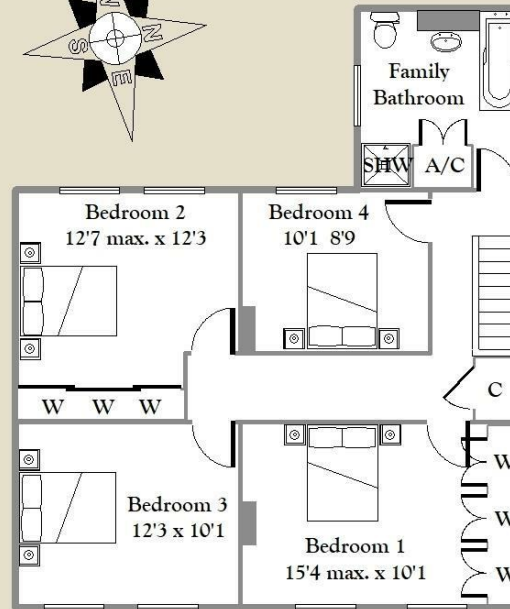 W
N
S
E
Family
Bathroom
SHW A/C
Bedroom 2
12'7 max. x 12'3
Bedroom 4
10'1 8'9
C
W W W
W
Bedroom 3
12'3 x 10'1
W
Bedroom 1
15'4 max. x 10'1
W